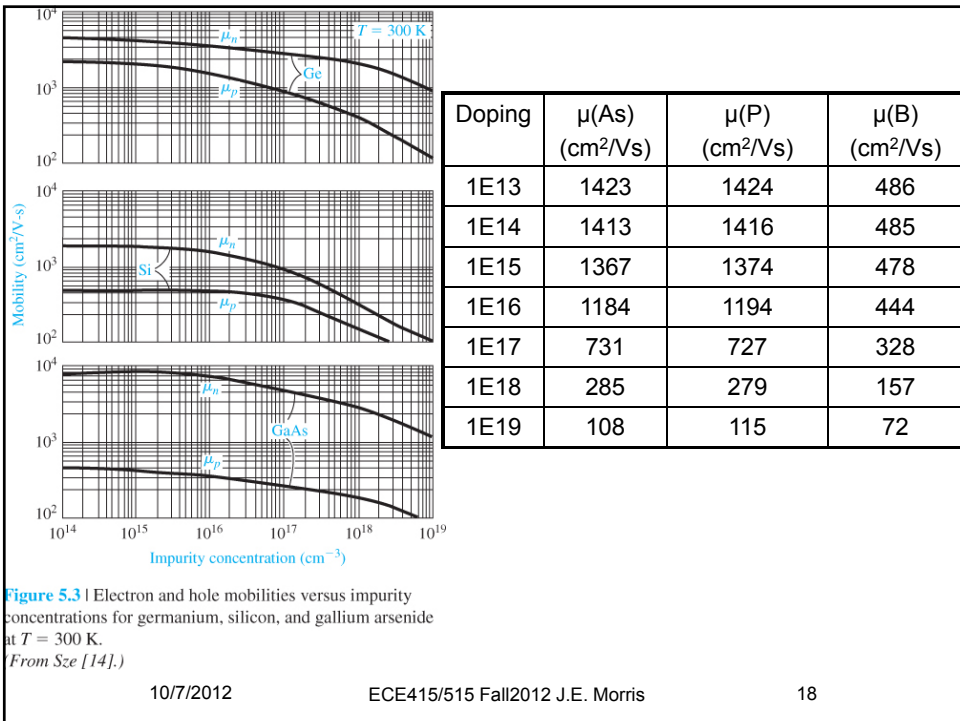 10⁴
T = 300 K
μn
Ge
10³
μp
10²
10⁴
μn
10³
Si
μp
10²
10⁴
μn
GaAs
10³
μp
10²
10¹⁴ 10¹⁵ 10¹⁶ 10¹⁷ 10¹⁸ 10¹⁹
Mobility (cm²/V-s)
Impurity concentration (cm⁻³)
Doping μ(As) μ(P) μ(B)
(cm²/Vs) (cm²/Vs) (cm²/Vs)
1E13 1423 1424 486
1E14 1413 1416 485
1E15 1367 1374 478
1E16 1184 1194 444
1E17 731 727 328
1E18 285 279 157
1E19 108 115 72
Figure 5.3 | Electron and hole mobilities versus impurity
concentrations for germanium, silicon, and gallium arsenide
at T = 300 K.
(From Sze [14].)
10/7/2012 ECE415/515 Fall2012 J.E. Morris 18